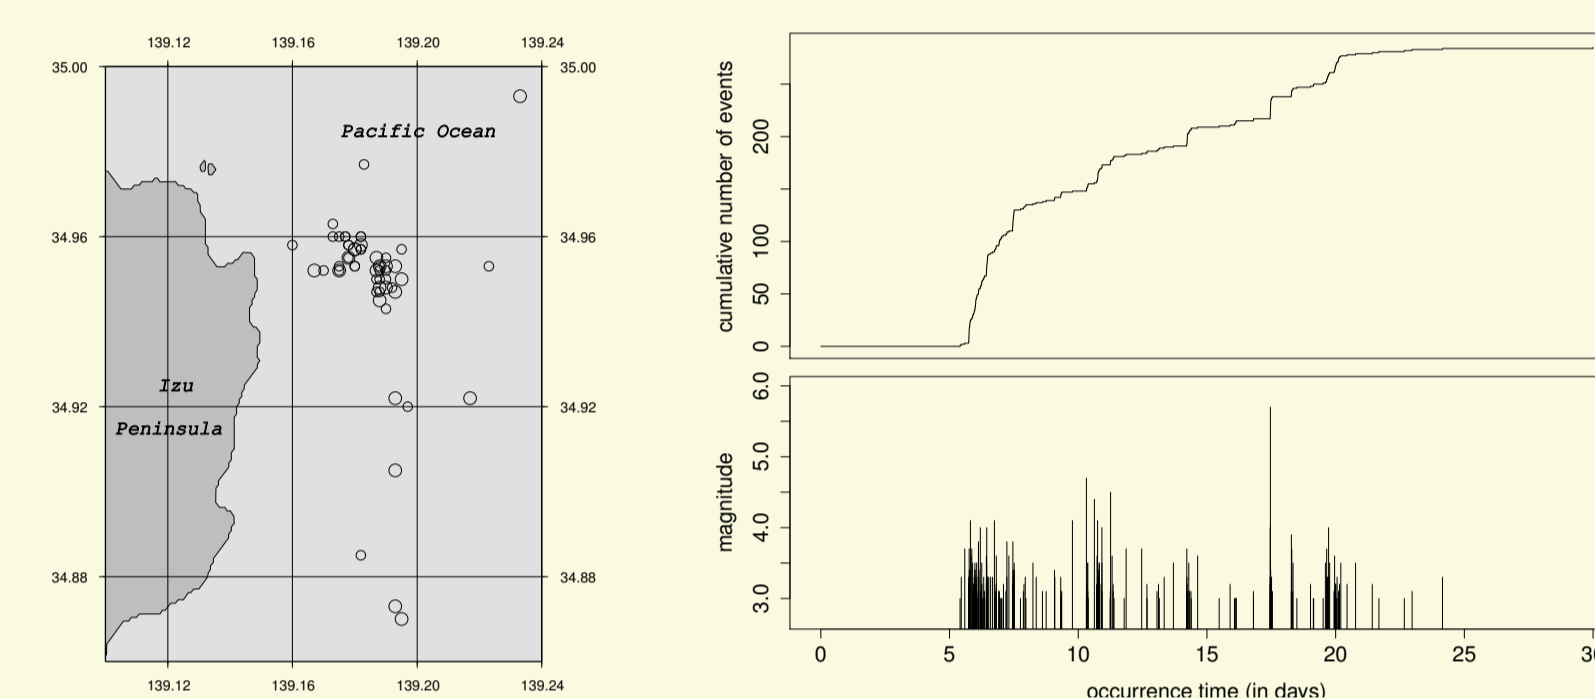 139.12 139.16 139.20 139.24
35.00 35.00
Pacific Ocean
34.96 34.96
Izu
34.92 34.92
Peninsula
34.88 34.88
139.12 139.16 139.20 139.24
cumulative number of events
200
100
50
0
magnitude
6.0
5.0
4.0
3.0
0 5 10 15 20 25
occurrence time (in days)